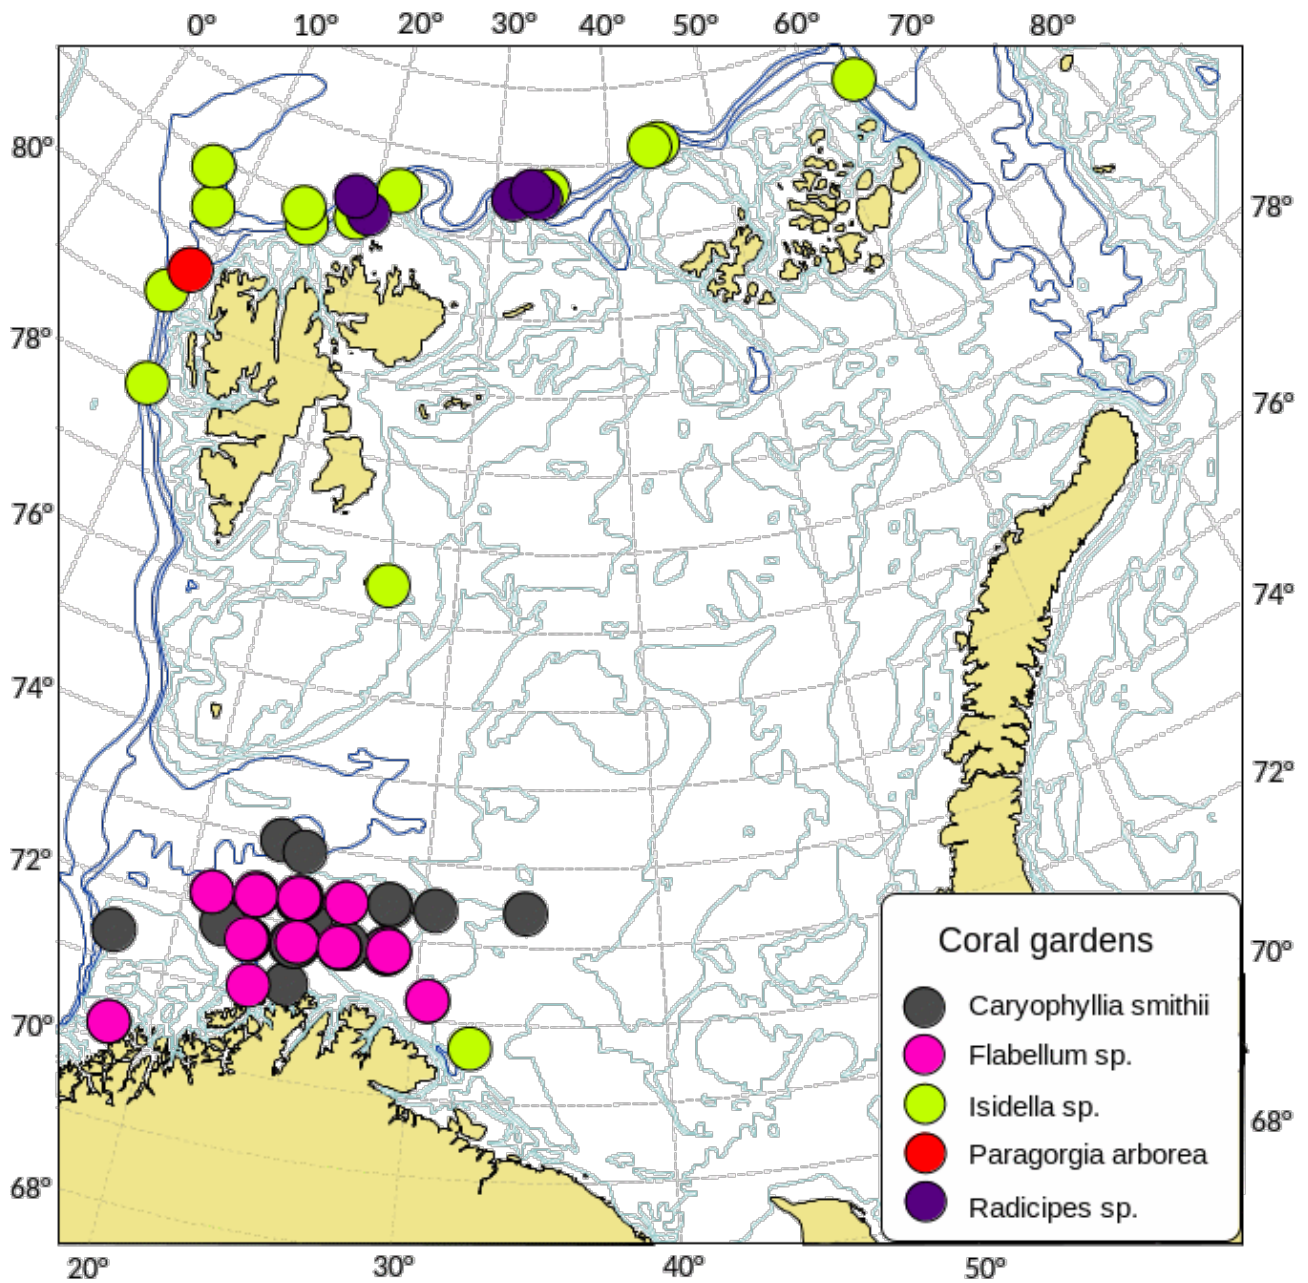 0° 10° 20° 30° 40° 50° 60° 70° 80°
80°
78°
78°
76°
76°
74°
74°
72°
72°
70°
Coral gardens
Caryophyllia smithii
70°
Flabellum sp.
Isidella sp.
68°
Paragorgia arborea
68°
Radicipes sp.
20° 30° 40° 50°